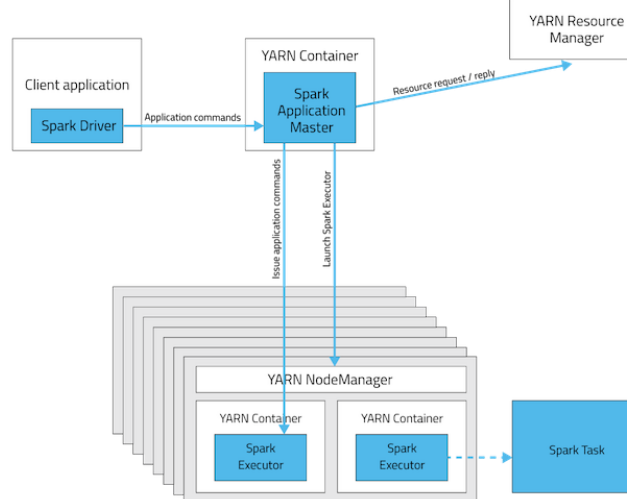 YARN Resource
Manager
YARN Container
Client application
Spark
Application
Master
Spark Driver
Application commands
Resource request / reply
Issue application commands
Launch Spark Executor
YARN NodeManager
YARN Container
YARN Container
Spark
Executor
Spark
Executor
Spark Task